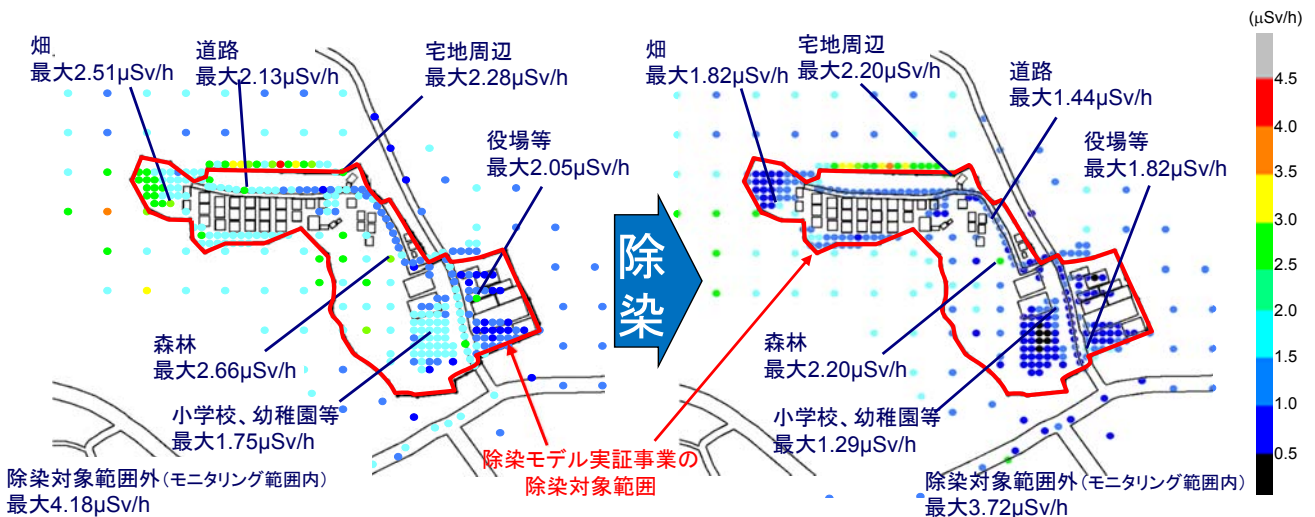 畑
最大2.51μSv/h
道路
最大2.13μSv/h
宅地周辺
最大2.28μSv/h
役場等
最大2.05μSv/h
森林
最大2.66μSv/h
小学校、幼稚園等
最大1.75μSv/h
除染対象範囲外(モニタリング範囲内)
最大4.18μSv/h
除染モデル実証事業の
除染対象範囲
除
染
畑
最大1.82μSv/h
宅地周辺
最大2.20μSv/h
道路
最大1.44μSv/h
役場等
最大1.82μSv/h
森林
最大2.20μSv/h
小学校、幼稚園等
最大1.29μSv/h
除染対象範囲外(モニタリング範囲内)
最大3.72μSv/h
(μSv/h)
4.5
4.0
3.5
3.0
2.5
2.0
1.5
1.0
0.5